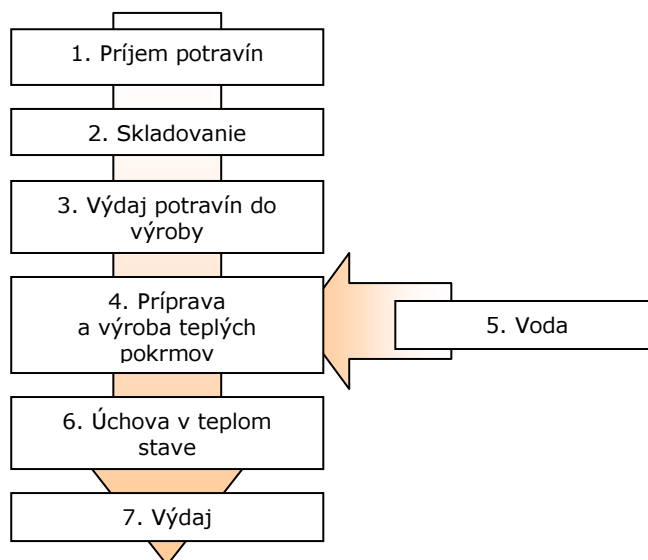 1. Príjem potravín
2. Skladovanie
3. Výdaj potravín do
výroby
4. Príprava
a výroba teplých
pokrmov
5. Voda
6. Úchova v teplom
stave
7. Výdaj